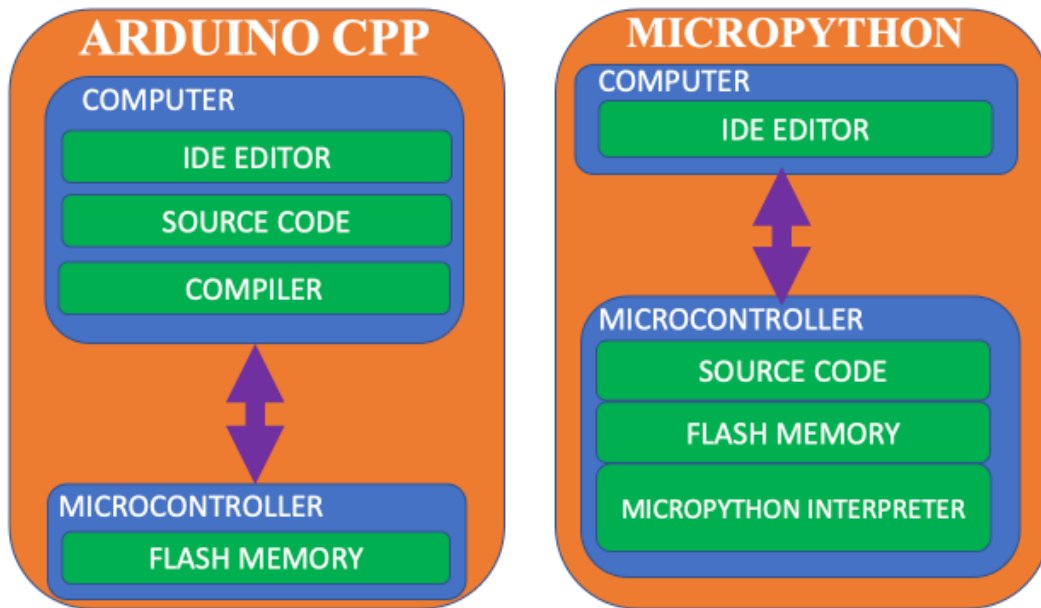 ARDUINO CPP
COMPUTER
IDE EDITOR
SOURCE CODE
COMPILER
MICROCONTROLLER
FLASH MEMORY
MICROPYTHON
COMPUTER
IDE EDITOR
MICROCONTROLLER
SOURCE CODE
FLASH MEMORY
MICROPYTHON INTERPRETER